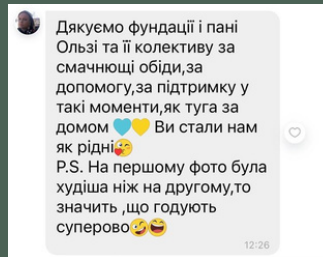 Дякуємо фундації і пані
Ользі та її колективу за
смачнющі обіди,за
допомогу,за підтримку у
такі моменти,як туга за
домом 🩵💛 Ви стали нам
як рідні🥰
P.S. На першому фото була
худіша ніж на другому,то
значить ,що годують
суперово🤣😆
12:26